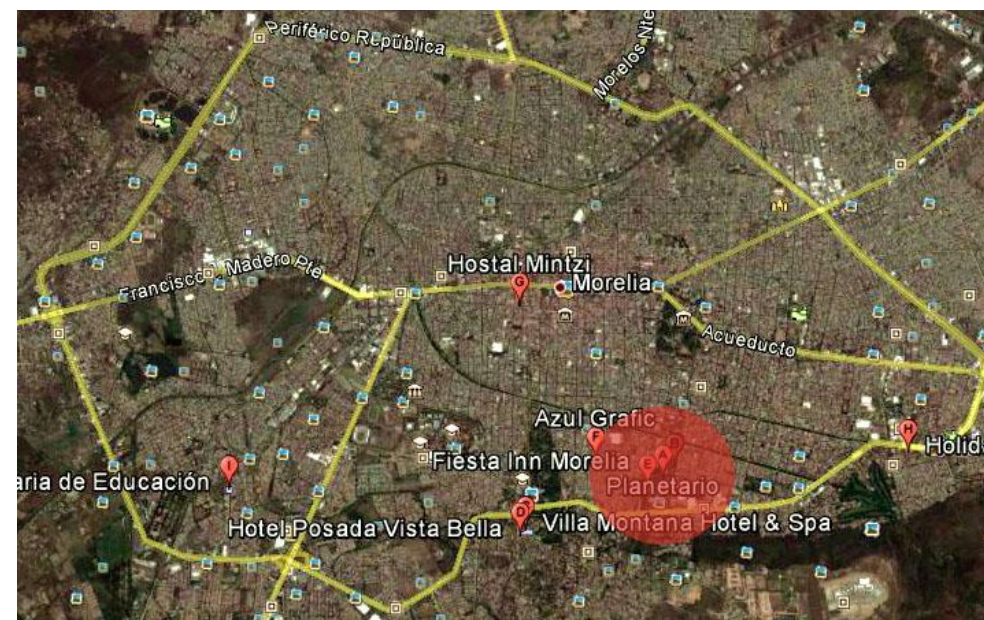 Periférico República
Morelos Nte
Francisco I Madero Pte
Hostal Mintzi
G
Morelia
Acueducto
Azul Grafic
F
B
H
Holid
Fiesta Inn Morelia
E
A
I
aria de Educación
Planetario
D
Hotel Posada Vista Bella
Villa Montana Hotel & Spa